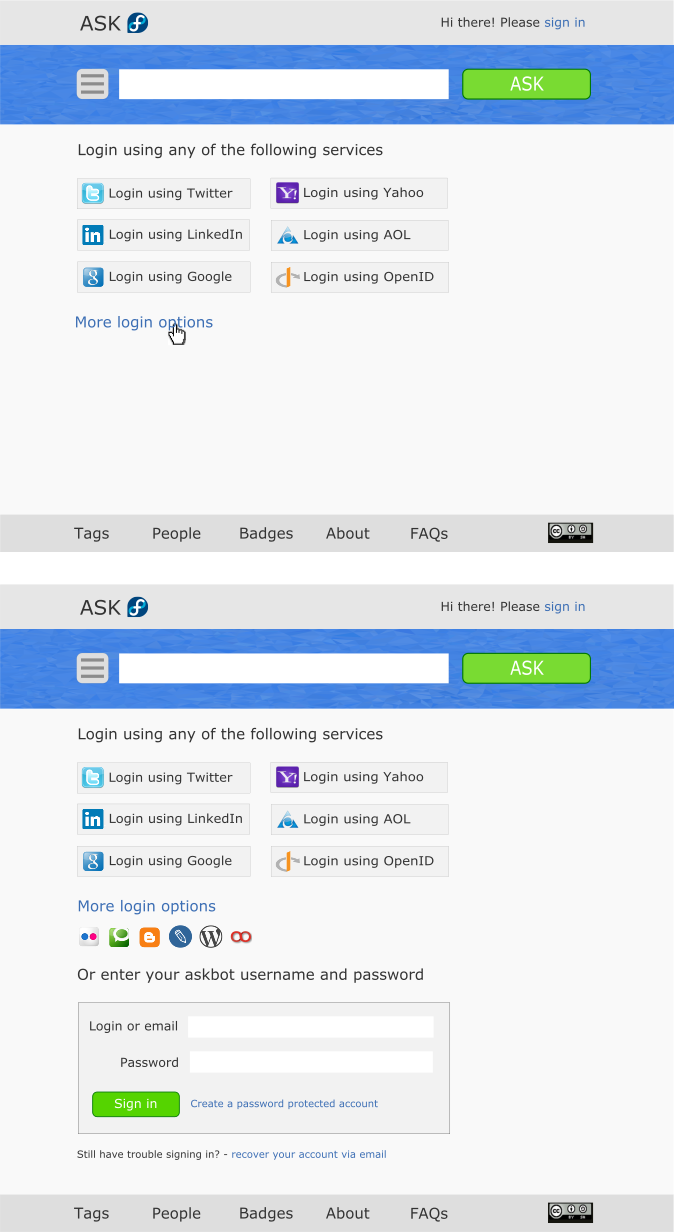 ASK
Hi there! Please sign in
ASK
Login using any of the following services
Login using Twitter
Login using Yahoo
Login using LinkedIn
Login using AOL
Login using Google
Login using OpenID
More login options
Tags People Badges About FAQs
ASK
Hi there! Please sign in
ASK
Login using any of the following services
Login using Twitter
Login using Yahoo
Login using LinkedIn
Login using AOL
Login using Google
Login using OpenID
More login options
Or enter your askbot username and password
Login or email
Password
Sign in Create a password protected account
Still have trouble signing in? - recover your account via email
Tags People Badges About FAQs